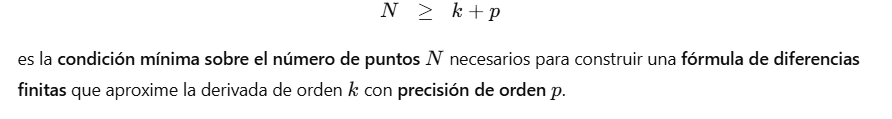 N ≥ k + p
es la condición mínima sobre el número de puntos N necesarios para construir una fórmula de diferencias
finitas que aproxime la derivada de orden k con precisión de orden p.